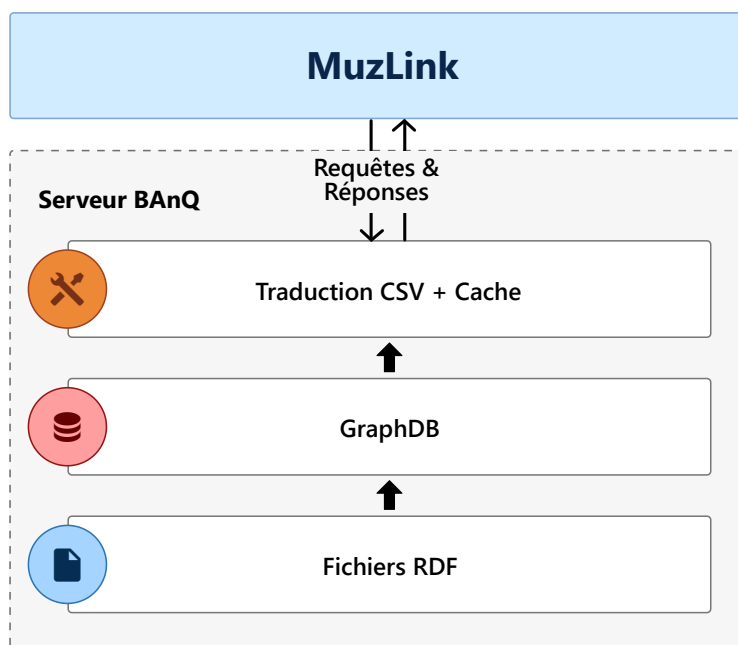 MuzLink
Requêtes &
Réponses
Serveur BAnQ
Traduction CSV + Cache
GraphDB
Fichiers RDF